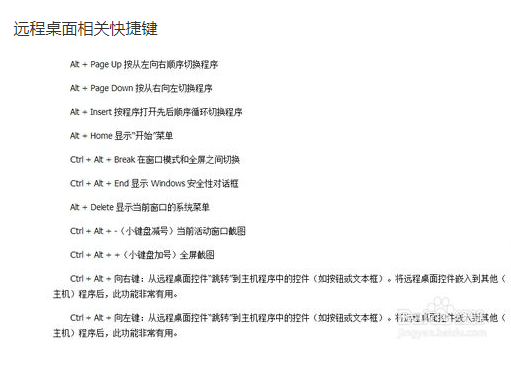 远程桌面相关快捷键
Alt + Page Up 按从左向右顺序切换程序
Alt + Page Down 按从右向左切换程序
Alt + Insert 按程序打开先后顺序循环切换程序
Alt + Home 显示"开始"菜单
Ctrl + Alt + Break 在窗口模式和全屏之间切换
Ctrl + Alt + End 显示 Windows 安全性对话框
Alt + Delete 显示当前窗口的系统菜单
Ctrl + Alt + -（小键盘减号）当前活动窗口截图
Ctrl + Alt + +（小键盘加号）全屏截图
Ctrl + Alt + 向右键：从远程桌面控件"跳转"到主机程序中的控件（如按钮或文本框）。将远程桌面控件嵌入到其他（
主机）程序后，此功能非常有用。
Ctrl + Alt + 向左键：从远程桌面控件"跳转"到主机程序中的控件（如按钮或文本框）。将远程桌面控件嵌入到其他（
主机）程序后，此功能非常有用。
jingyan.baidu.com